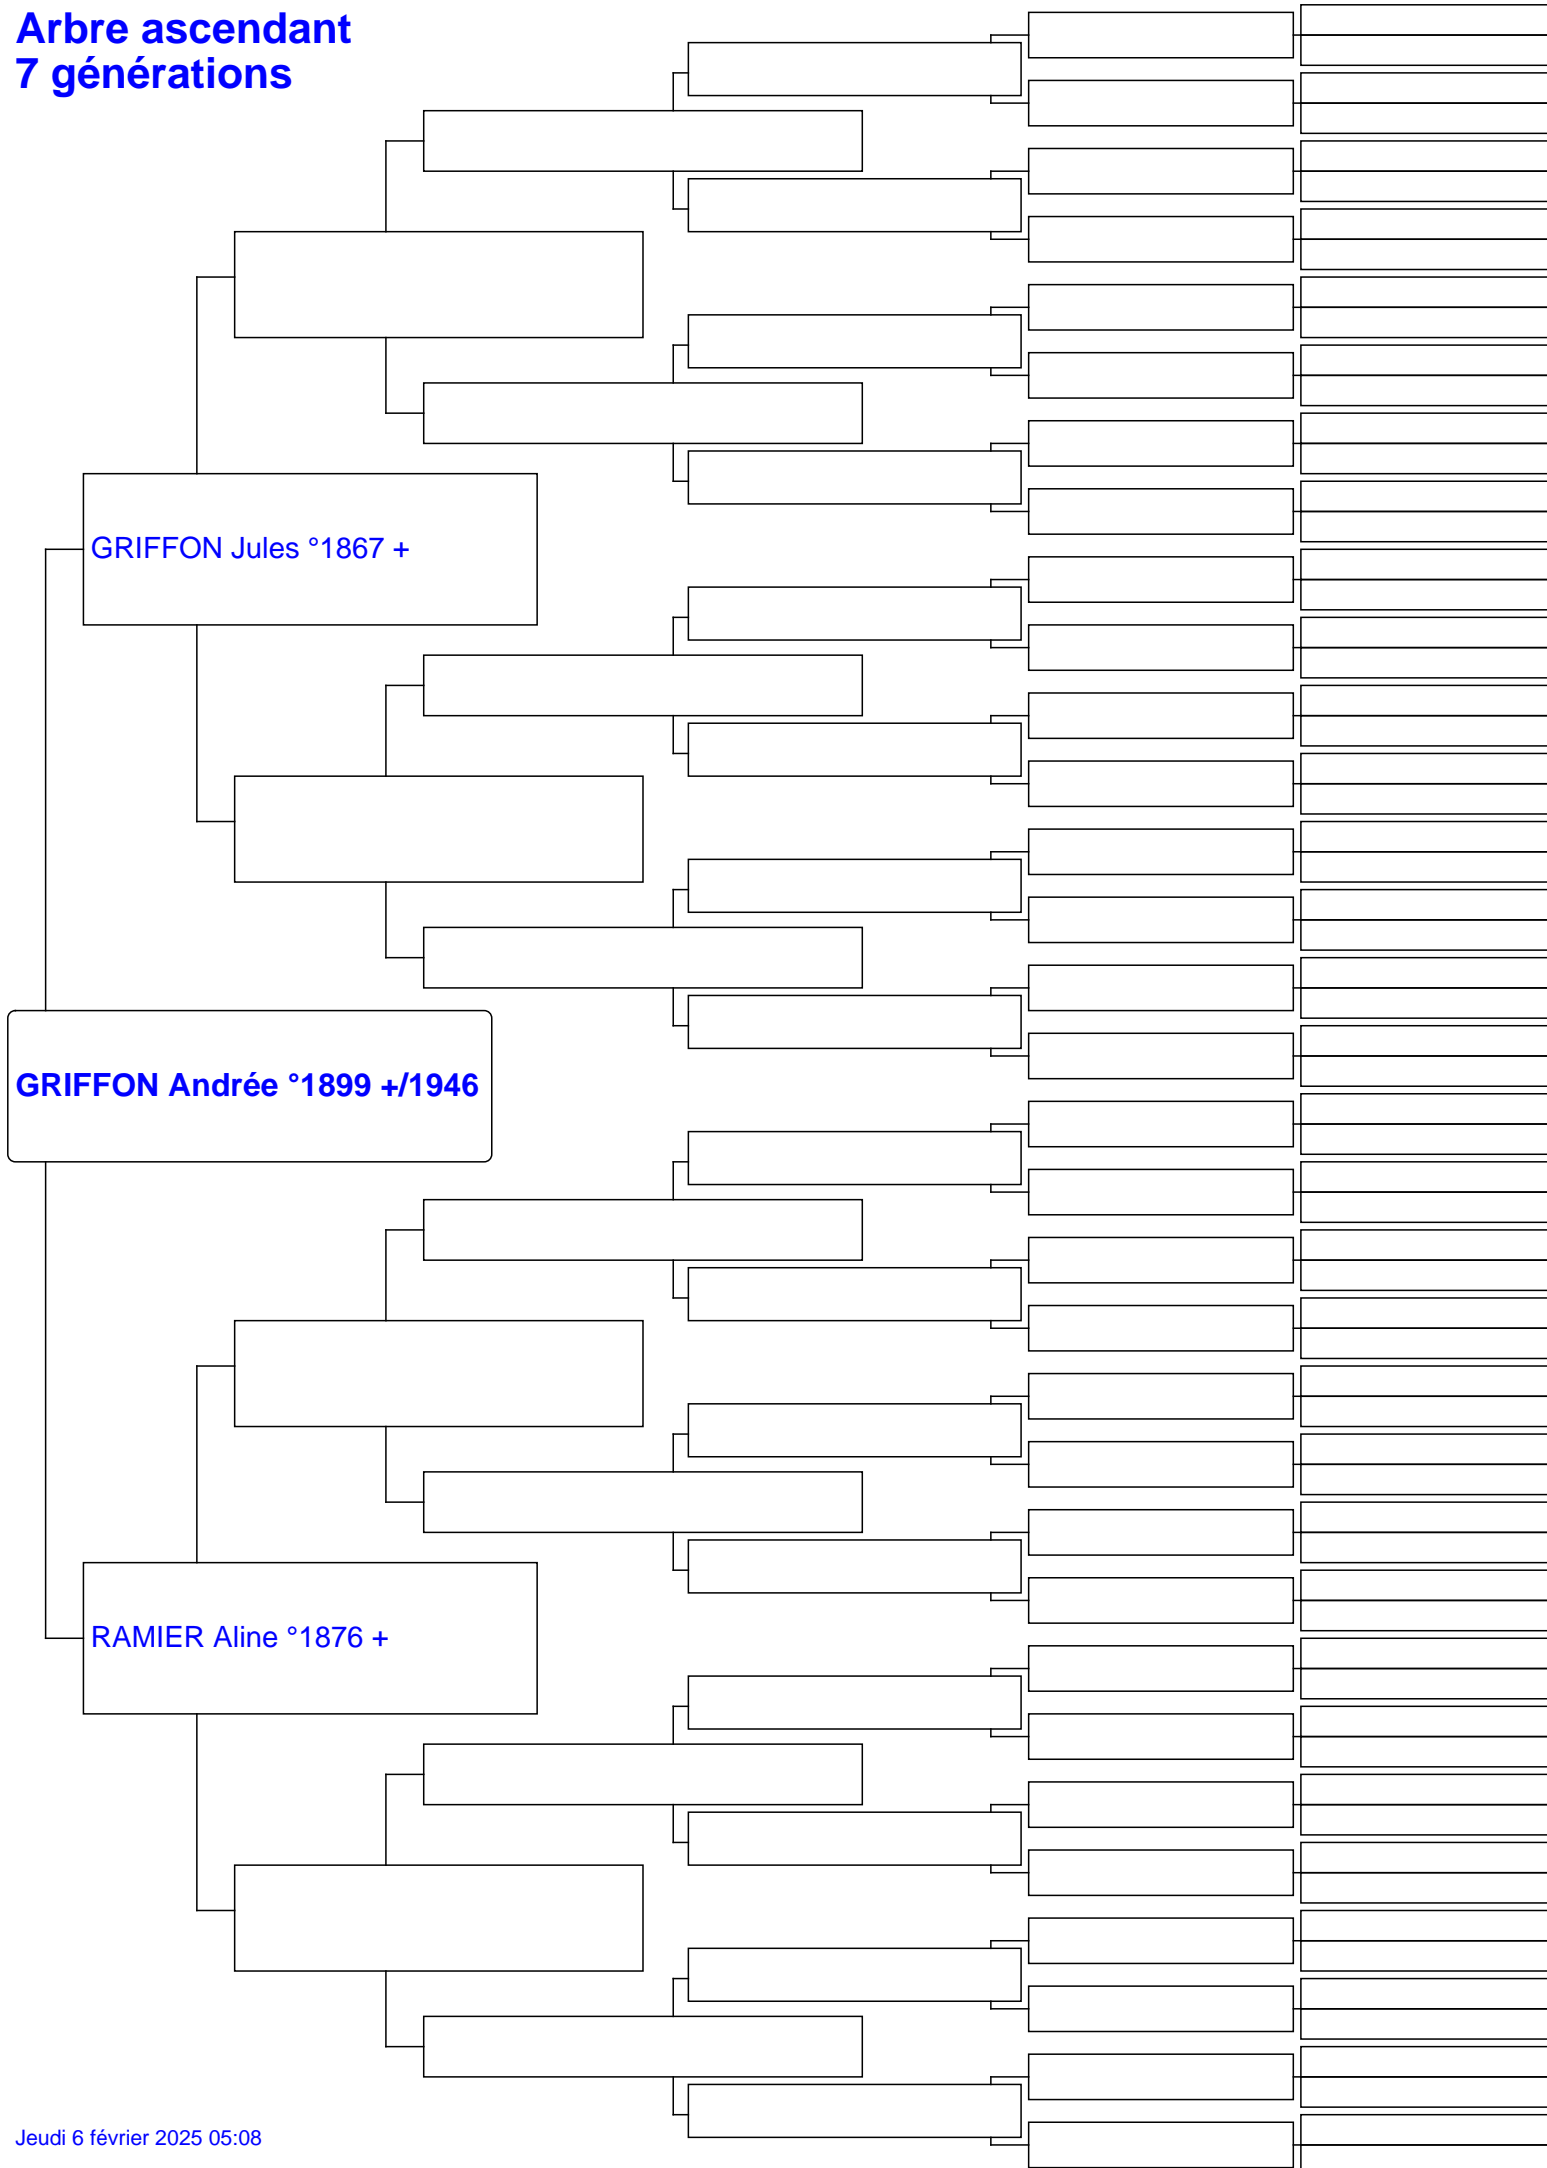 Arbre ascendant
7 générations
GRIFFON Jules °1867 +
GRIFFON Andrée °1899 +/1946
RAMIER Aline °1876 +
Jeudi 6 février 2025 05:08